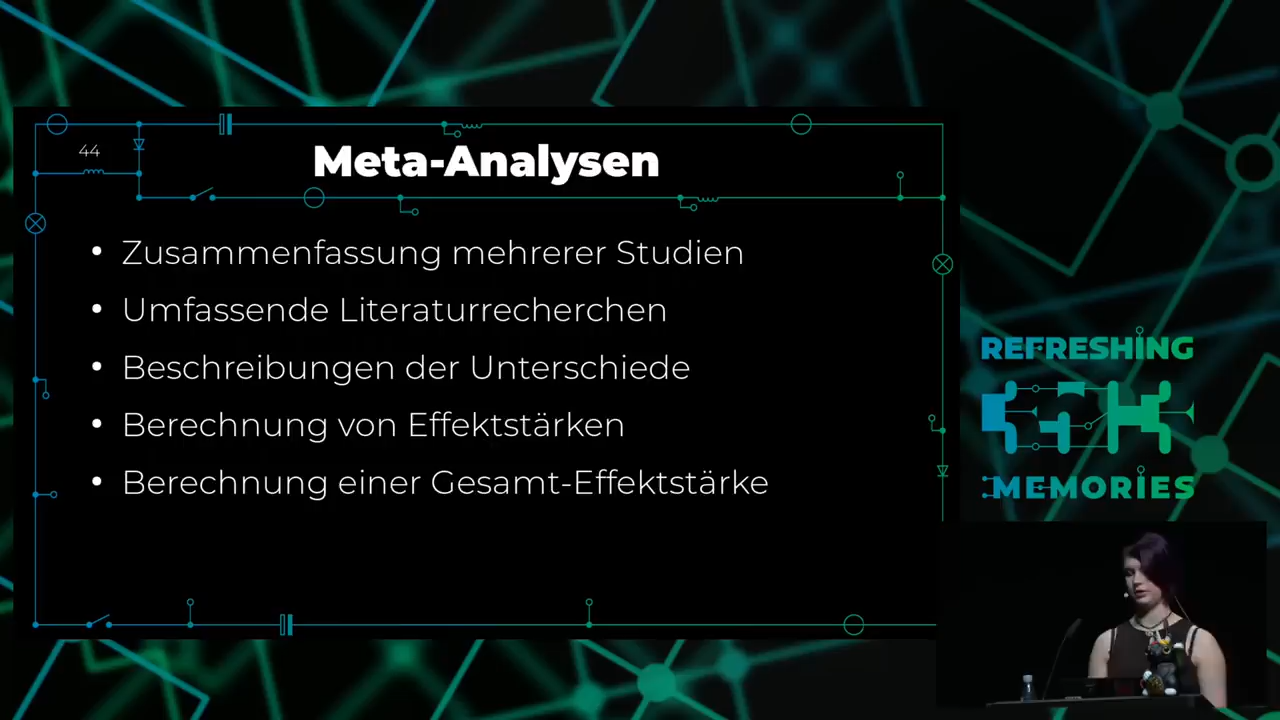 44
Meta-Analysen
• Zusammenfassung mehrerer Studien
• Umfassende Literaturrecherchen
• Beschreibungen der Unterschiede
• Berechnung von Effektstärken
• Berechnung einer Gesamt-Effektstärke
REFRESHING
MEMORIES